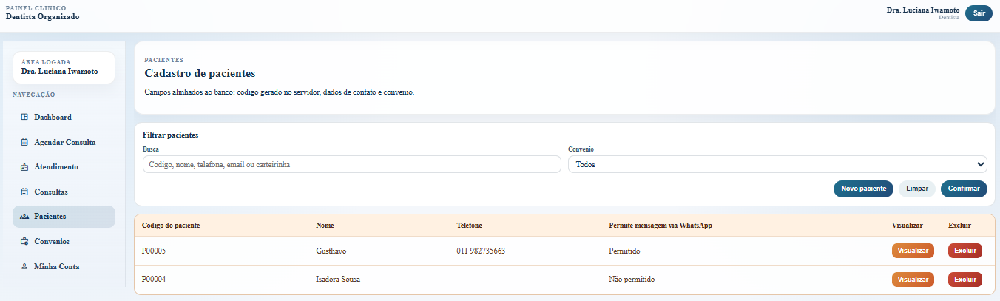 PAINEL CLINICO
Dentista Organizado
Dra. Luciana Iwamoto
Dentista
Sair
ÁREA LOGADA
Dra. Luciana Iwamoto
NAVEGAÇÃO
Dashboard
Agendar Consulta
Atendimento
Consultas
Pacientes
Convenios
Minha Conta
PACIENTES
Cadastro de pacientes
Campos alinhados ao banco: codigo gerado no servidor, dados de contato e convenio.
Filtrar pacientes
Busca
Codigo, nome, telefone, email ou carteirinha
Convenio
Todos
Novo paciente Limpar Confirmar
Codigo do paciente Nome Telefone Permite mensagem via WhatsApp Visualizar Excluir
P00005 Gusthavo 011 982735663 Permitido Visualizar Excluir
P00004 Isadora Sousa Não permitido Visualizar Excluir